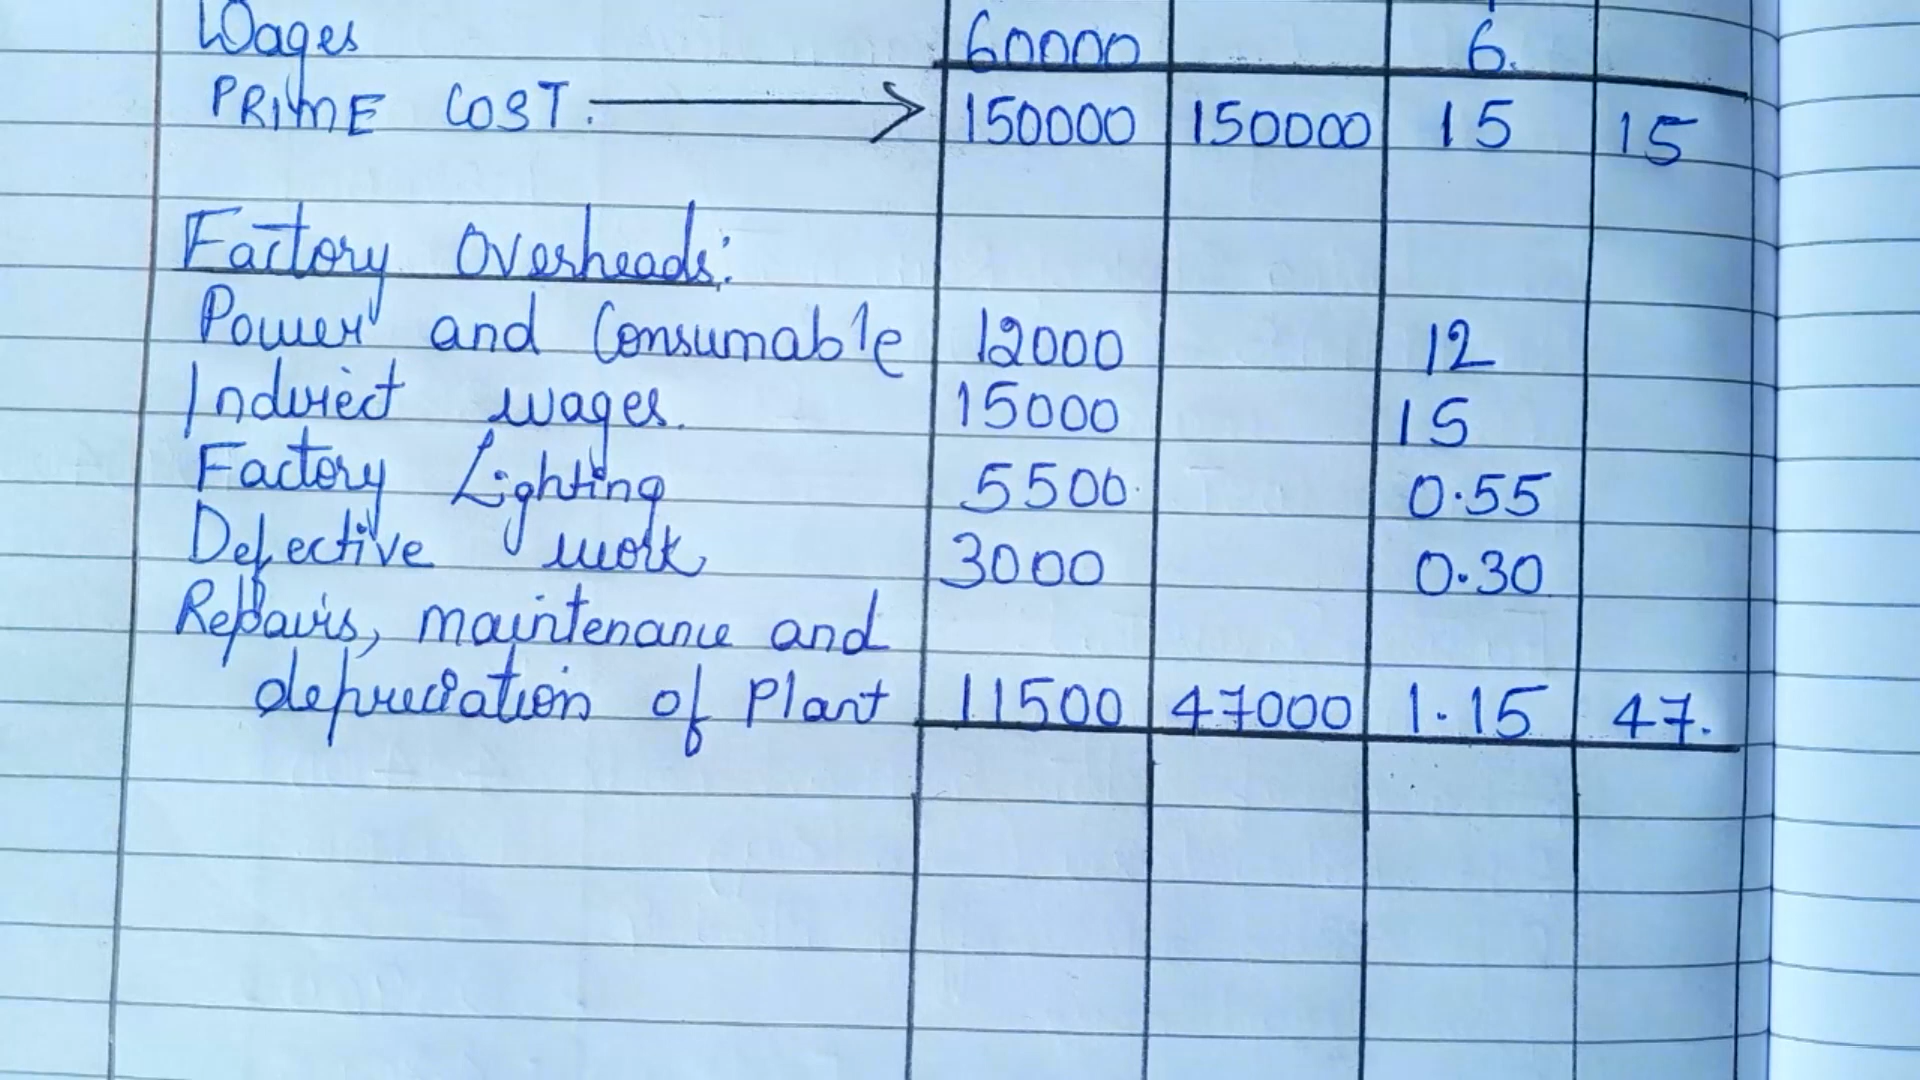 Wages 60000 6.
PRIME COST. 150000 150000 15 15
Factory Overheads:
Power and Consumable 12000 12
Indirect wages. 15000 15
Factory Lighting 5500 0.55
Defective work 3000 0.30
Repairs, maintenance and
depreciation of Plant 11500 47000 1.15 47.